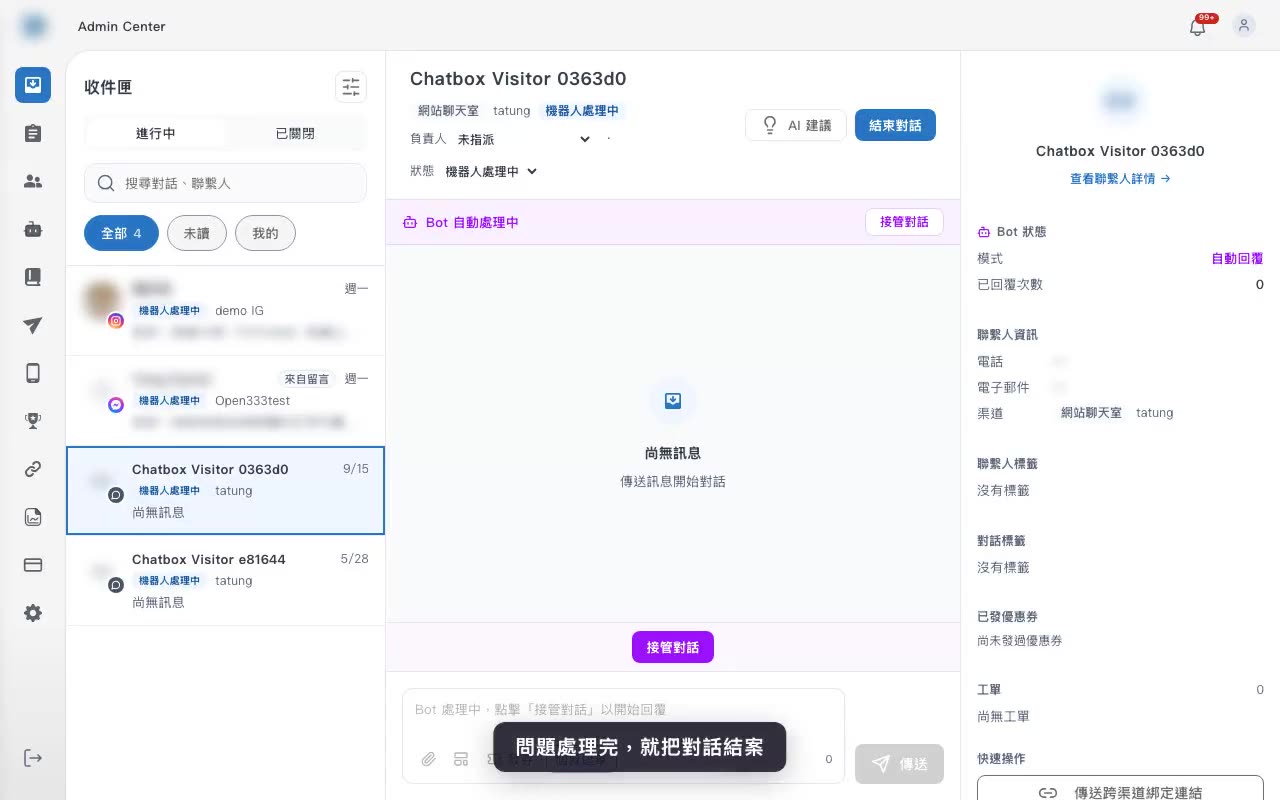 Admin Center
99+
收件匣
進行中
已關閉
搜尋對話、聯繫人
全部 4
未讀
我的
週一
機器人處理中 demo IG
來自留言 週一
機器人處理中 Open333test
Chatbox Visitor 0363d0 9/15
機器人處理中 tatung
尚無訊息
Chatbox Visitor e81644 5/28
機器人處理中 tatung
尚無訊息
Chatbox Visitor 0363d0
網站聊天室 tatung 機器人處理中
負責人 未指派
狀態 機器人處理中
AI 建議
結束對話
Bot 自動處理中
接管對話
尚無訊息
傳送訊息開始對話
接管對話
Bot 處理中，點擊「接管對話」以開始回覆
問題處理完，就把對話結案
0
傳送
Chatbox Visitor 0363d0
查看聯繫人詳情 →
Bot 狀態
模式 自動回覆
已回覆次數 0
聯繫人資訊
電話
電子郵件
渠道 網站聊天室 tatung
聯繫人標籤
沒有標籤
對話標籤
沒有標籤
已發優惠券
尚未發過優惠券
工單 0
尚無工單
快速操作
傳送跨渠道綁定連結